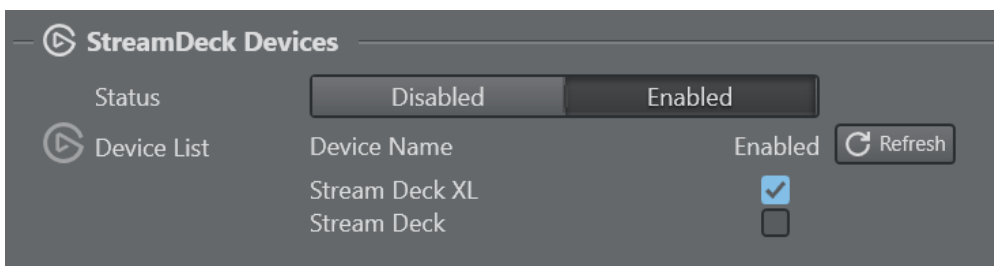 StreamDeck Devices
Status Disabled Enabled
Device List Device Name Enabled Refresh
Stream Deck XL
Stream Deck